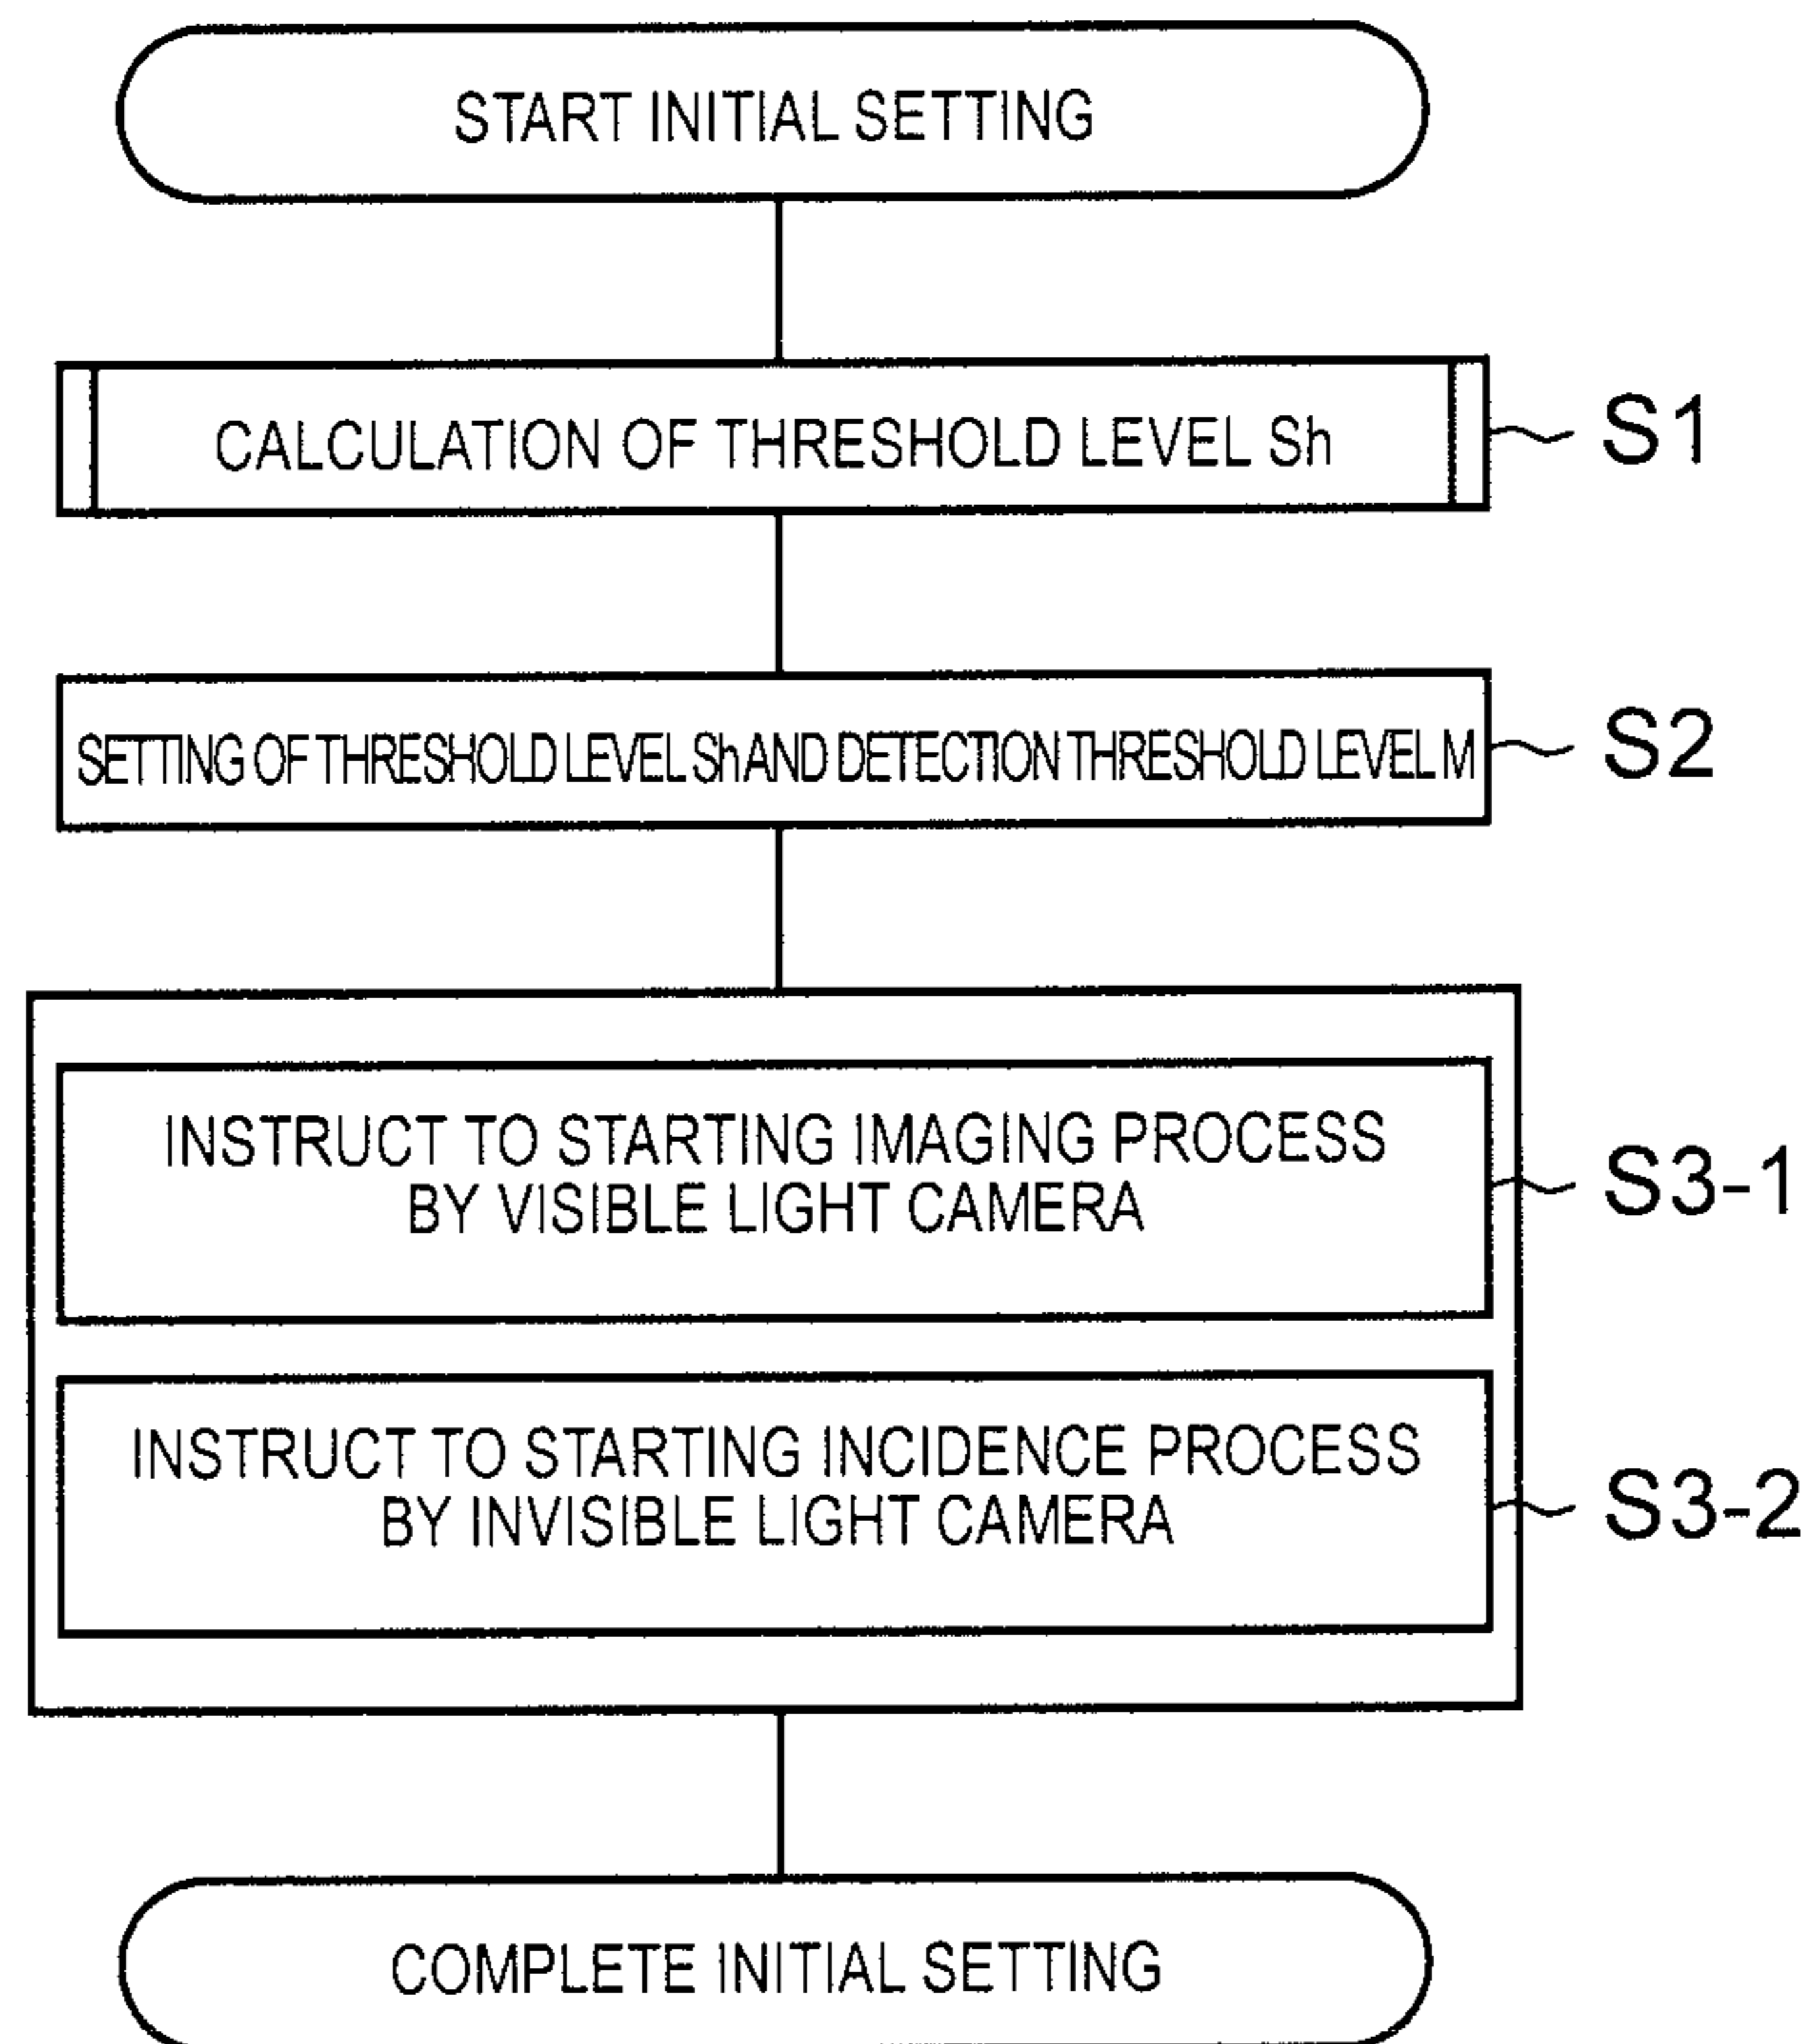 START INITIAL SETTING
CALCULATION OF THRESHOLD LEVEL Sh
S1
SETTING OF THRESHOLD LEVEL Sh AND DETECTION THRESHOLD LEVEL M
S2
INSTRUCT TO STARTING IMAGING PROCESS
BY VISIBLE LIGHT CAMERA
S3-1
INSTRUCT TO STARTING INCIDENCE PROCESS
BY INVISIBLE LIGHT CAMERA
S3-2
COMPLETE INITIAL SETTING